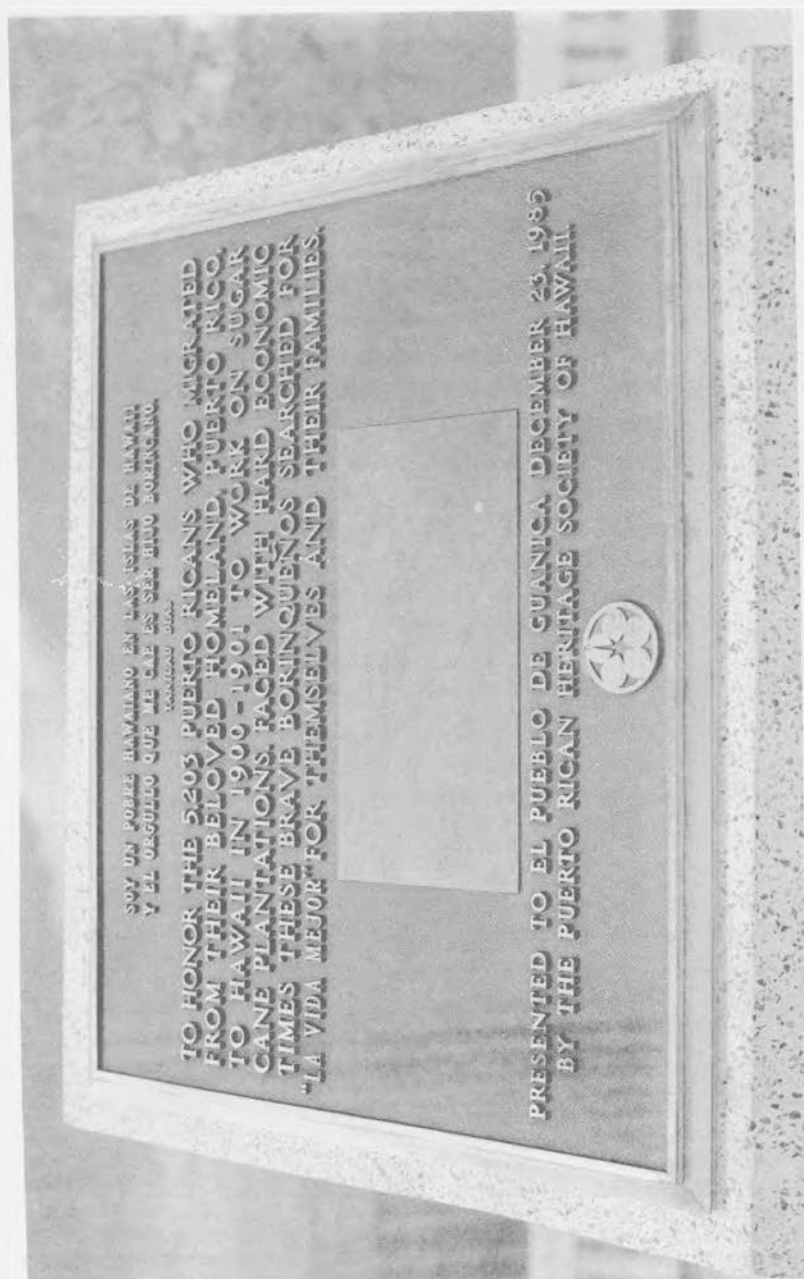 SOY UN POBRE HAWAIANO EN LAS ISLAS DE HAWAII
Y EL ORGULLO QUE ME CAE ES SER HIJO BORINCANO.
DIAZ
TO HONOR THE 5,203 PUERTO RICANS WHO MIGRATED
FROM THEIR BELOVED HOMELAND, PUERTO RICO,
TO HAWAII IN 1900-1901 TO WORK ON SUGAR
CANE PLANTATIONS. FACED WITH HARD ECONOMIC
TIMES THESE BRAVE BORINQUEÑOS SEARCHED FOR
"LA VIDA MEJOR" FOR THEMSELVES AND THEIR FAMILIES.
PRESENTED TO EL PUEBLO DE GUANICA DECEMBER 23, 1985
BY THE PUERTO RICAN HERITAGE SOCIETY OF HAWAII.